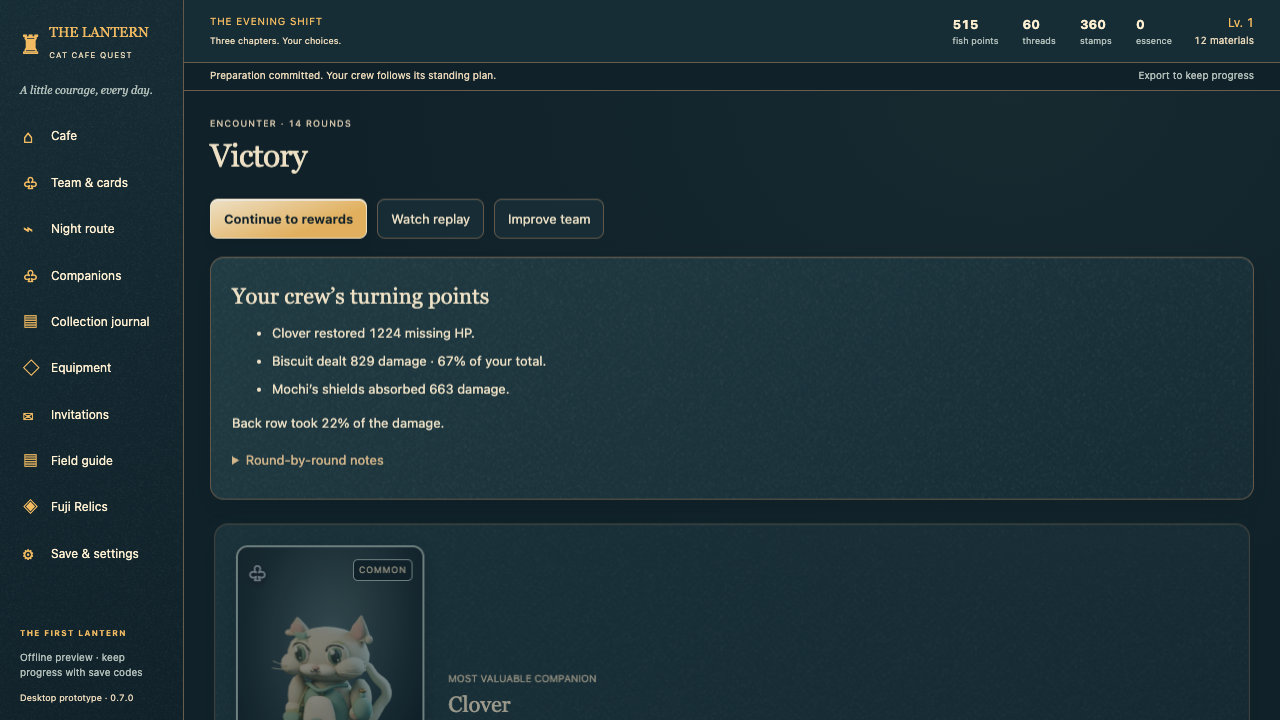 THE LANTERN
CAT CAFE QUEST
A little courage, every day.
Cafe
Team & cards
Night route
Companions
Collection journal
Equipment
Invitations
Field guide
Fuji Relics
Save & settings
THE FIRST LANTERN
Offline preview · keep
progress with save codes
Desktop prototype · 0.7.0
THE EVENING SHIFT
Three chapters. Your choices.
515
fish points
60
threads
360
stamps
0
essence
Lv. 1
12 materials
Preparation committed. Your crew follows its standing plan.
Export to keep progress
ENCOUNTER · 14 ROUNDS
Victory
Continue to rewards
Watch replay
Improve team
Your crew’s turning points
• Clover restored 1224 missing HP.
• Biscuit dealt 829 damage · 67% of your total.
• Mochi’s shields absorbed 663 damage.
Back row took 22% of the damage.
Round-by-round notes
COMMON
MOST VALUABLE COMPANION
Clover